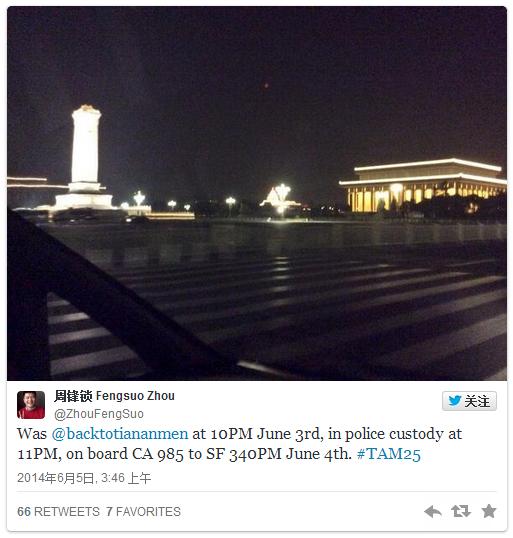 周锋锁 Fengsuo Zhou
@ZhouFengSuo
关注
Was @backtotiananmen at 10PM June 3rd, in police custody at
11PM, on board CA 985 to SF 340PM June 4th. #TAM25
2014年6月5日, 3:46 上午
66 RETWEETS 7 FAVORITES